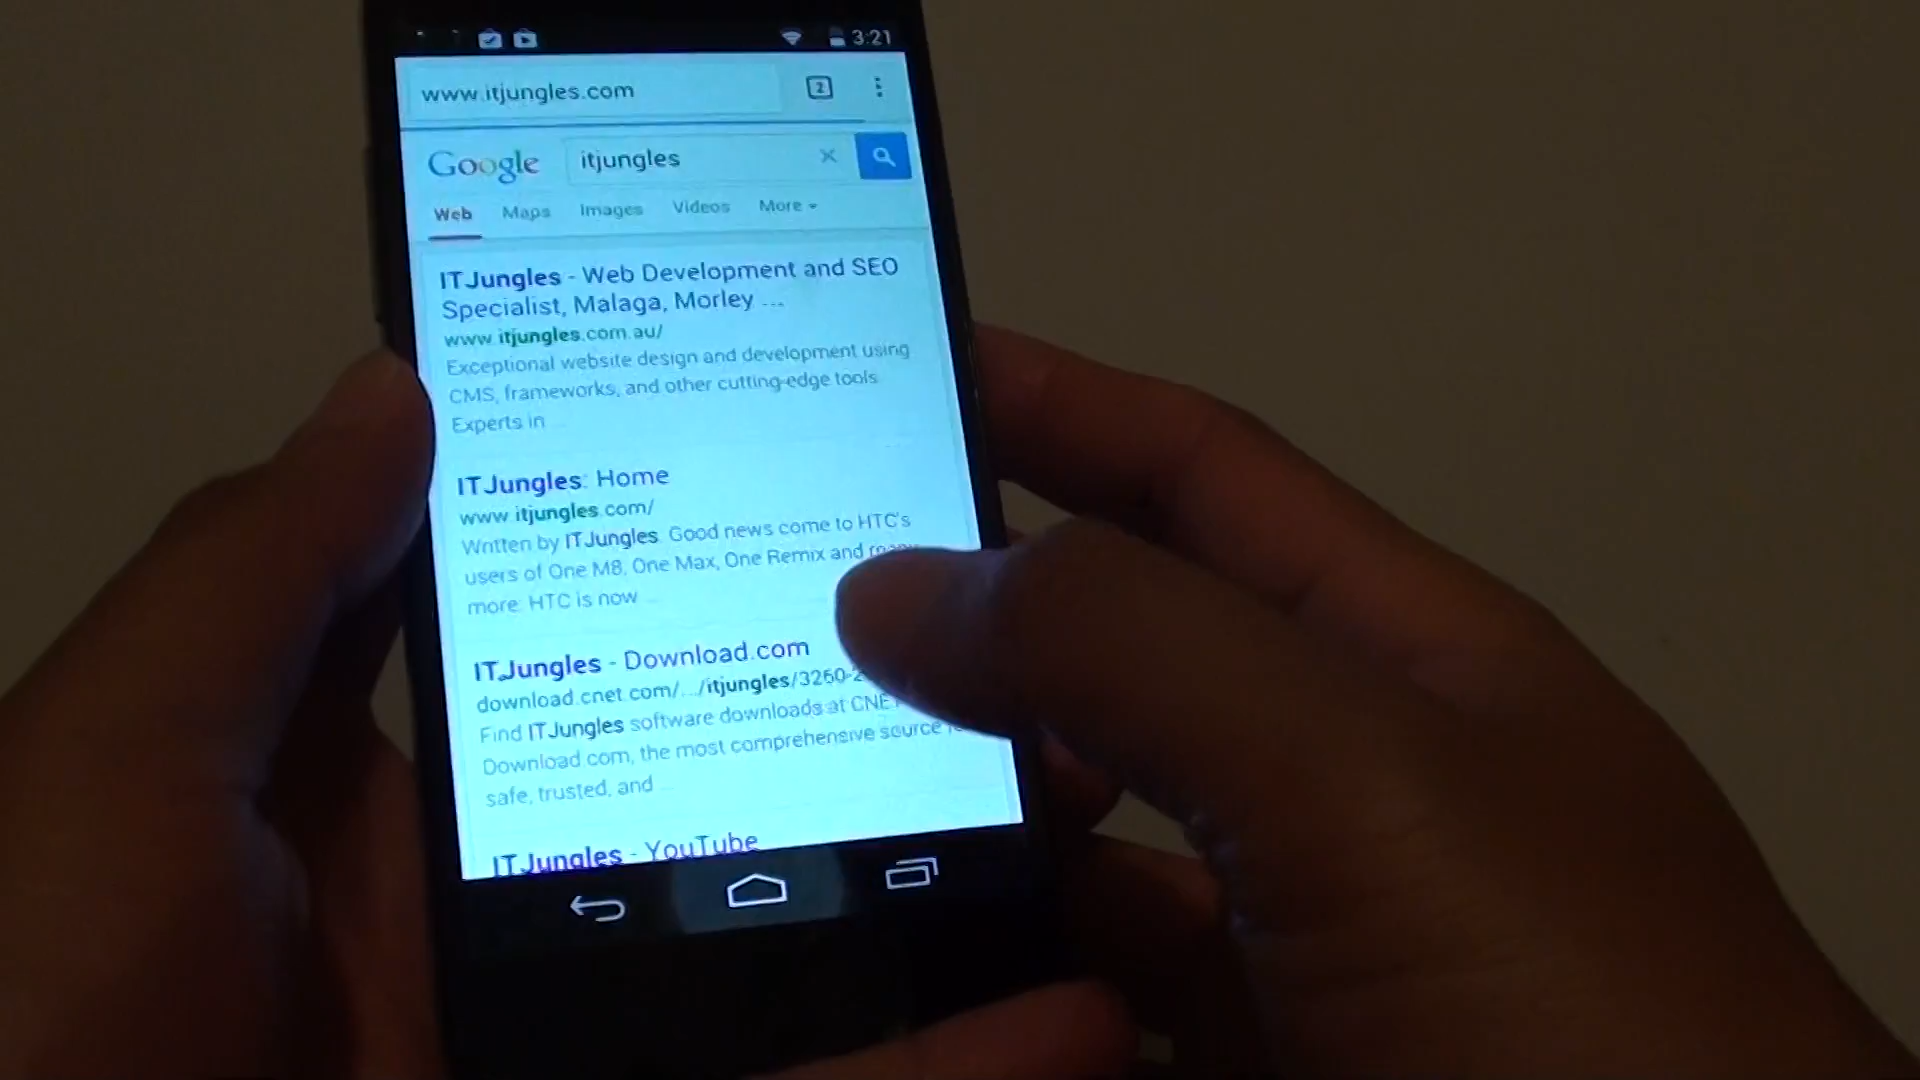 3:21
www.itjungles.com
2
Google
itjungles
Web Maps Images Videos More
ITJungles - Web Development and SEO
Specialist, Malaga, Morley ...
www.itjungles.com.au/
Exceptional website design and development using
CMS, frameworks, and other cutting-edge tools.
Experts in ...
ITJungles: Home
www.itjungles.com/
Written by ITJungles. Good news come to HTC's
users of One M8, One Max, One Remix and many
more. HTC is now ...
ITJungles - Download.com
download.cnet.com/.../itjungles/3260-2
Find ITJungles software downloads at CNET
Download.com, the most comprehensive source
safe, trusted, and ...
ITJungles - YouTube